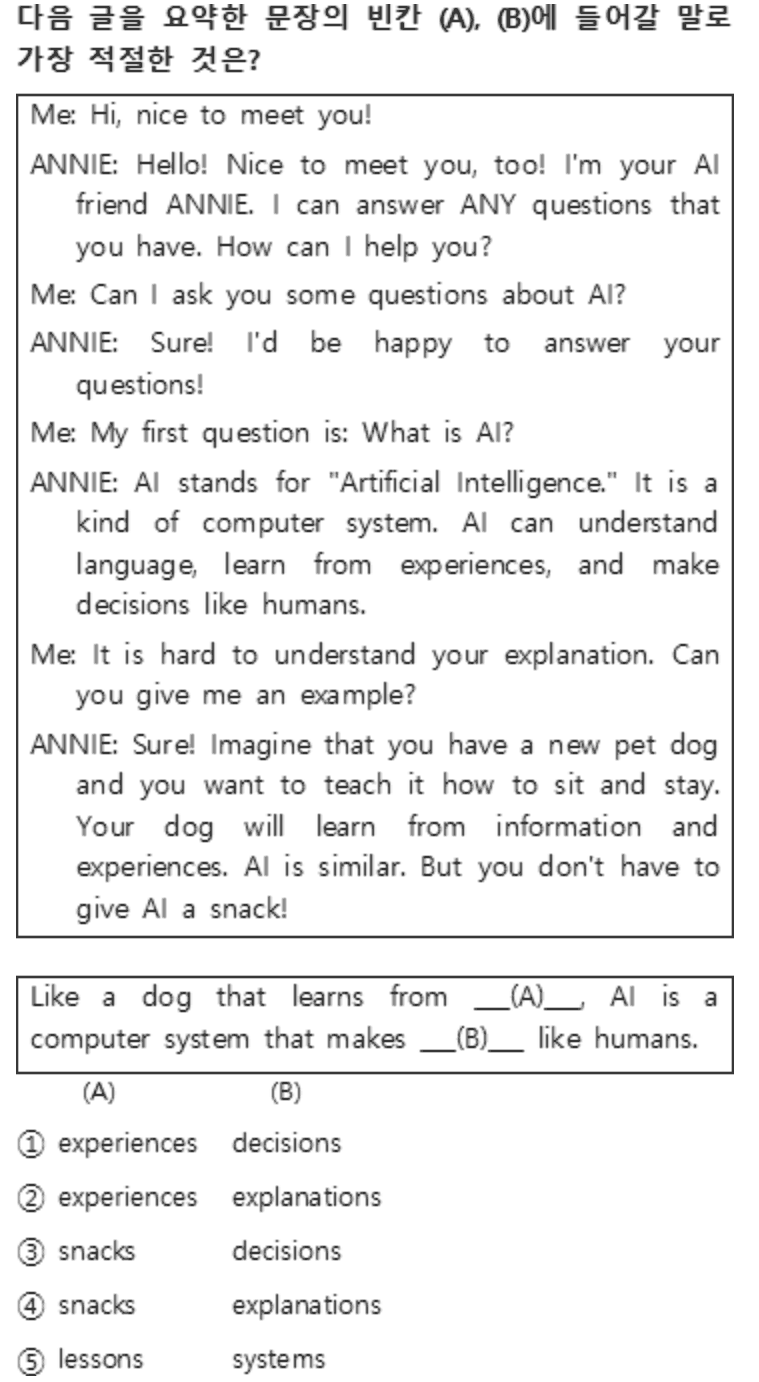 다음 글을 요약한 문장의 빈칸 (A), (B)에 들어갈 말로
가장 적절한 것은?
Me: Hi, nice to meet you!
ANNIE: Hello! Nice to meet you, too! I'm your AI
friend ANNIE. I can answer ANY questions that
you have. How can I help you?
Me: Can I ask you some questions about AI?
ANNIE: Sure! I'd be happy to answer your
questions!
Me: My first question is: What is AI?
ANNIE: AI stands for "Artificial Intelligence." It is a
kind of computer system. AI can understand
language, learn from experiences, and make
decisions like humans.
Me: It is hard to understand your explanation. Can
you give me an example?
ANNIE: Sure! Imagine that you have a new pet dog
and you want to teach it how to sit and stay.
Your dog will learn from information and
experiences. AI is similar. But you don't have to
give AI a snack!
Like a dog that learns from __(A)__, AI is a
computer system that makes __(B)__ like humans.
(A) (B)
① experiences decisions
② experiences explanations
③ snacks decisions
④ snacks explanations
⑤ lessons systems